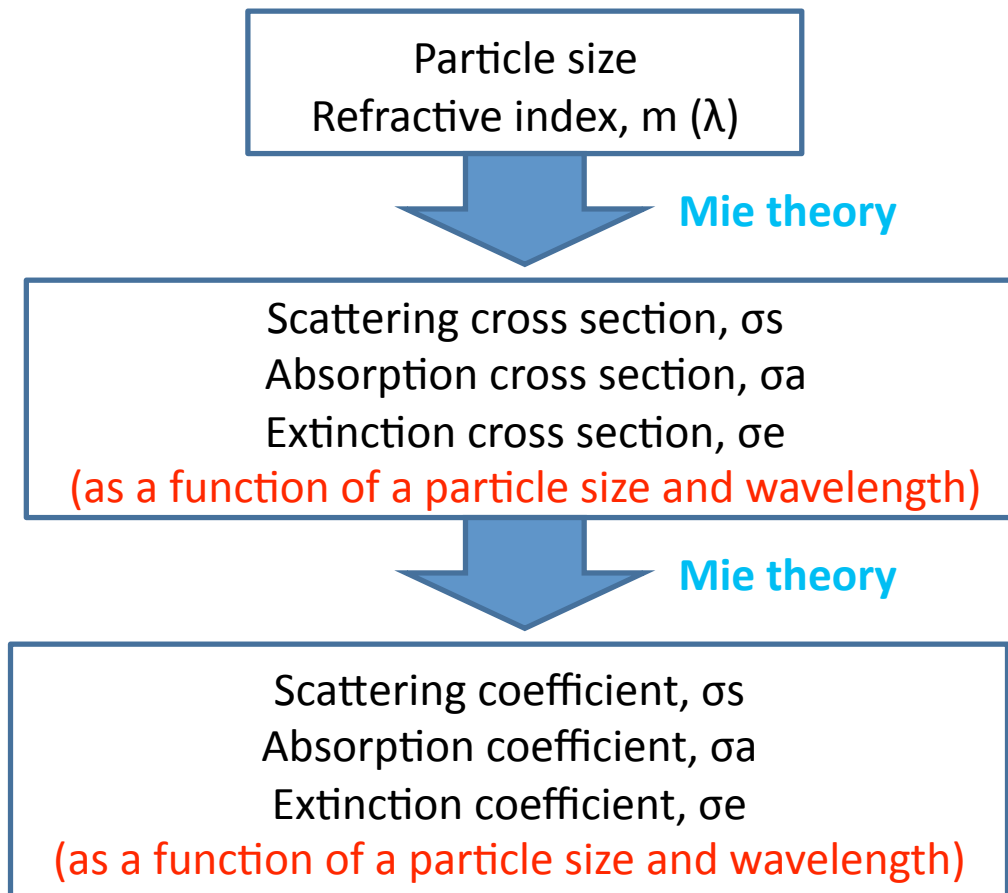 Particle size
Refractive index, m (λ)
Mie theory
Scattering cross section, σs
Absorption cross section, σa
Extinction cross section, σe
(as a function of a particle size and wavelength)
Mie theory
Scattering coefficient, σs
Absorption coefficient, σa
Extinction coefficient, σe
(as a function of a particle size and wavelength)